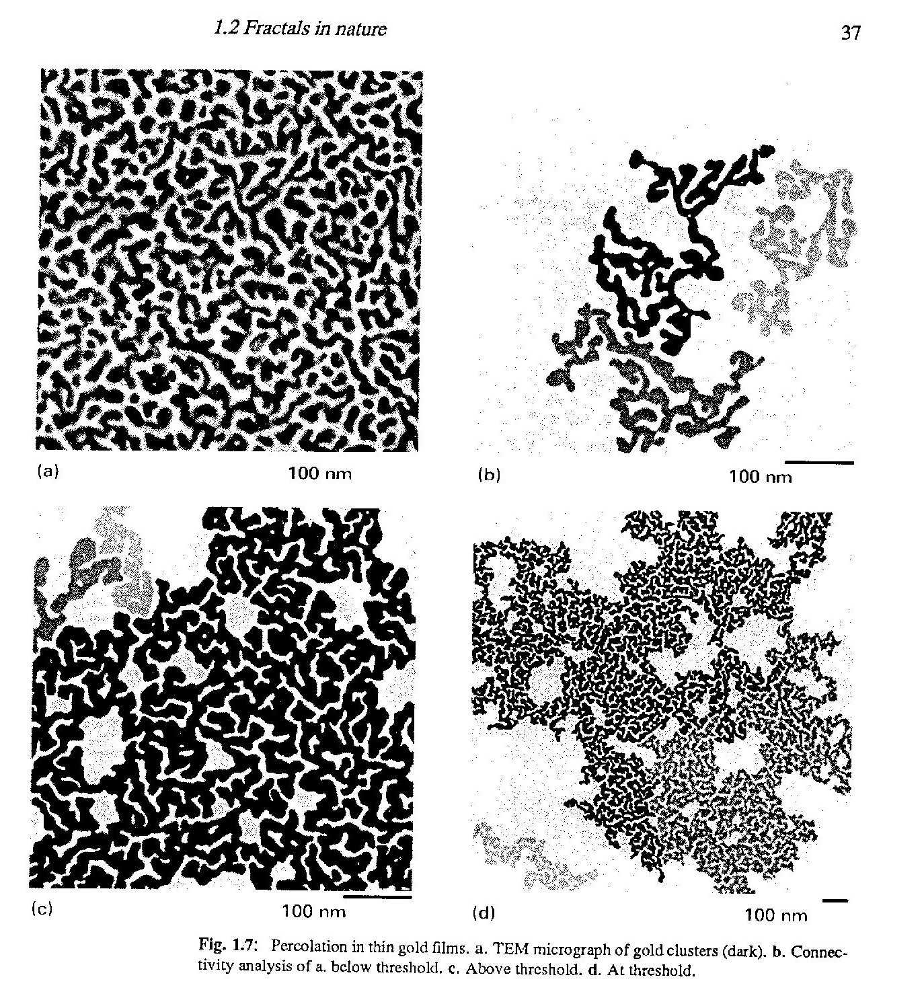 1.2 Fractals in nature
37
(a)
100 nm
(b)
100 nm
(c)
100 nm
(d)
100 nm
Fig. 1.7: Percolation in thin gold films. a. TEM micrograph of gold clusters (dark). b. Connec-
tivity analysis of a. below threshold. c. Above threshold. d. At threshold.